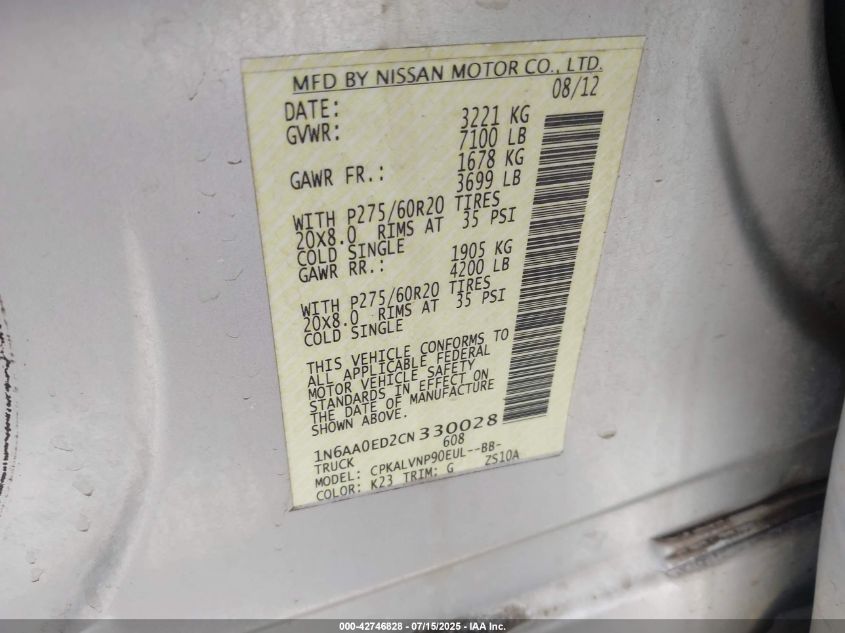 MFD BY NISSAN MOTOR CO., LTD.
DATE: 08/12
GVWR: 3221 KG
7100 LB
GAWR FR.: 1678 KG
3699 LB
WITH P275/60R20 TIRES
20X8.0 RIMS AT 35 PSI
COLD SINGLE
GAWR RR.: 1905 KG
4200 LB
WITH P275/60R20 TIRES
20X8.0 RIMS AT 35 PSI
COLD SINGLE
THIS VEHICLE CONFORMS TO
ALL APPLICABLE FEDERAL
MOTOR VEHICLE SAFETY
STANDARDS IN EFFECT ON
THE DATE OF MANUFACTURE
SHOWN ABOVE.
1N6AA0ED2CN330028
TRUCK 608
MODEL: CPKALVNP90EUL--BB-
COLOR: K23 TRIM: G ZS10A
000-42746828 - 07/15/2025 - IAA Inc.